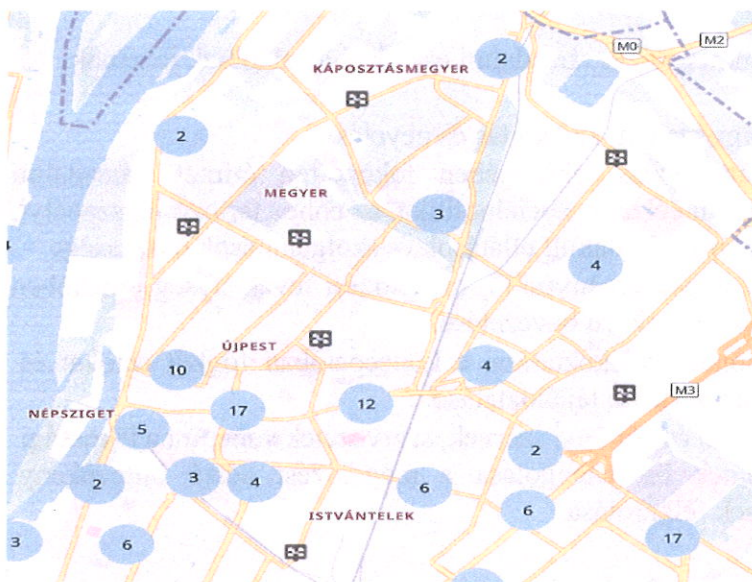 M2
M0
2
KÁPOSZTÁSMEGYER
2
MEGYER
3
4
ÚJPEST
10
4
M3
12
17
NÉPSZIGET
5
2
3
4
2
6
6
ISTVÁNTELEK
3
6
17